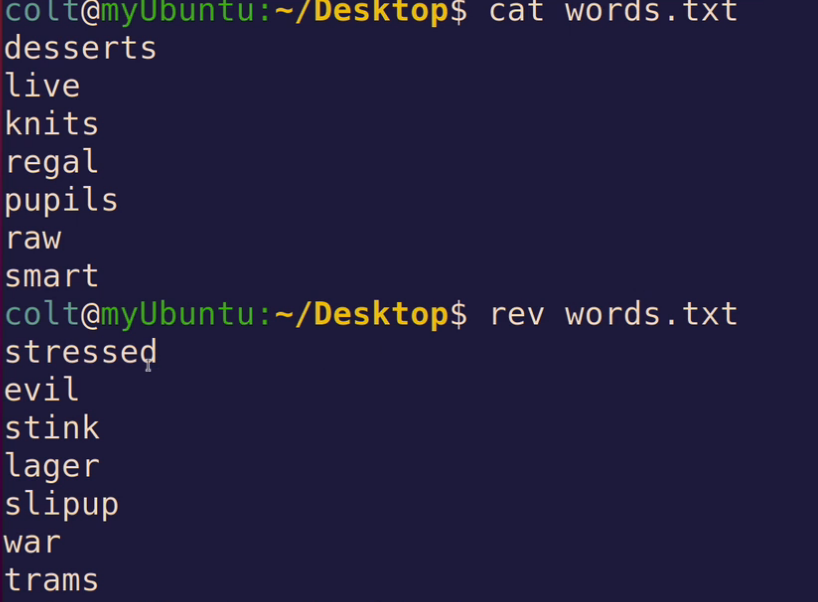 colt@myUbuntu:~/Desktop$ cat words.txt
desserts
live
knits
regal
pupils
raw
smart
colt@myUbuntu:~/Desktop$ rev words.txt
stressed
evil
stink
lager
slipup
war
trams